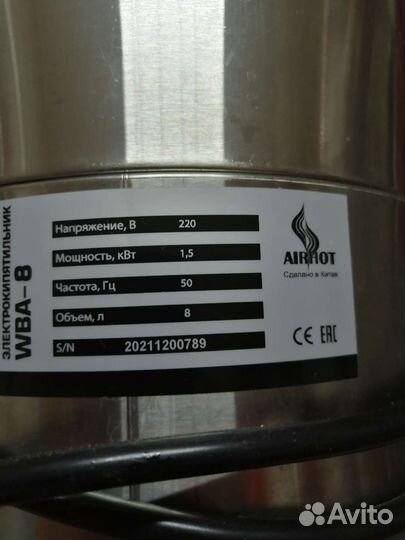 ЭЛЕКТРОКИПЯТИЛЬНИК
WBA-8
Напряжение, В 220
Мощность, кВт 1,5
Частота, Гц 50
Объем, л 8
S/N 20211200789
AIRHOT
Сделано в Китае
CE EAC
Avito